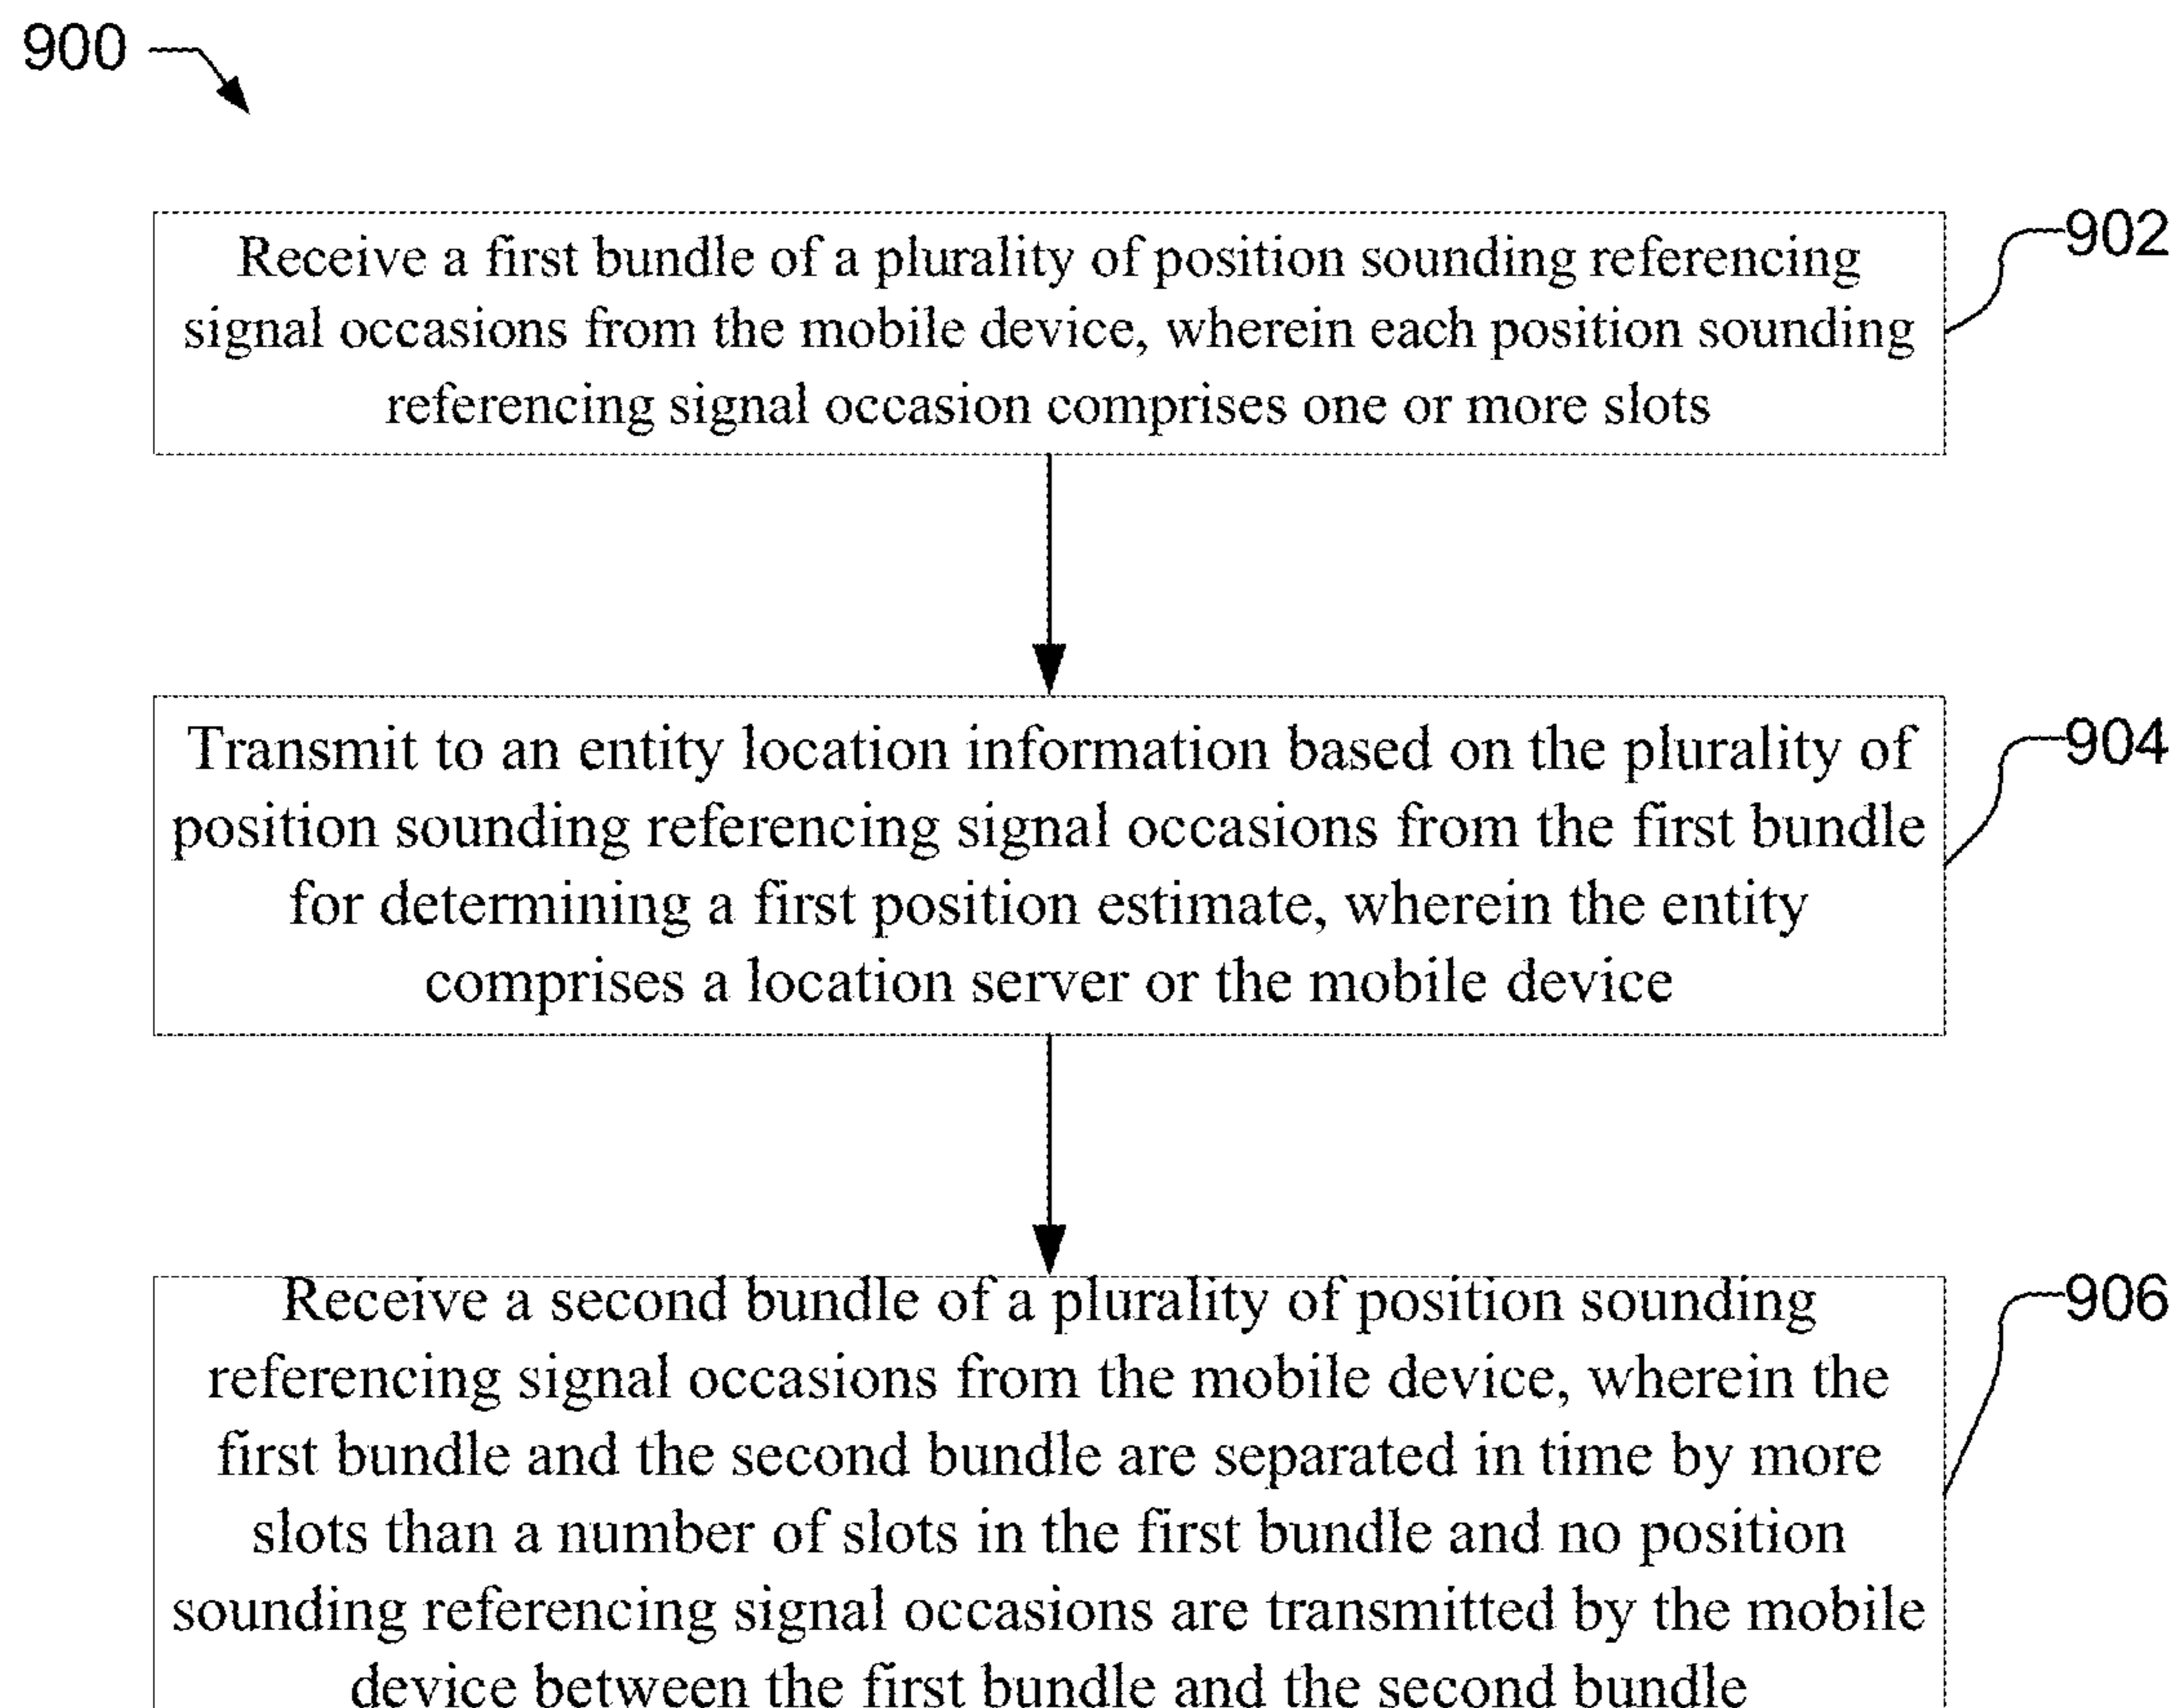 900
Receive a first bundle of a plurality of position sounding referencing
902
signal occasions from the mobile device, wherein each position sounding
referencing signal occasion comprises one or more slots
Transmit to an entity location information based on the plurality of
904
position sounding referencing signal occasions from the first bundle
for determining a first position estimate, wherein the entity
comprises a location server or the mobile device
Receive a second bundle of a plurality of position sounding
906
referencing signal occasions from the mobile device, wherein the
first bundle and the second bundle are separated in time by more
slots than a number of slots in the first bundle and no position
sounding referencing signal occasions are transmitted by the mobile
device between the first bundle and the second bundle